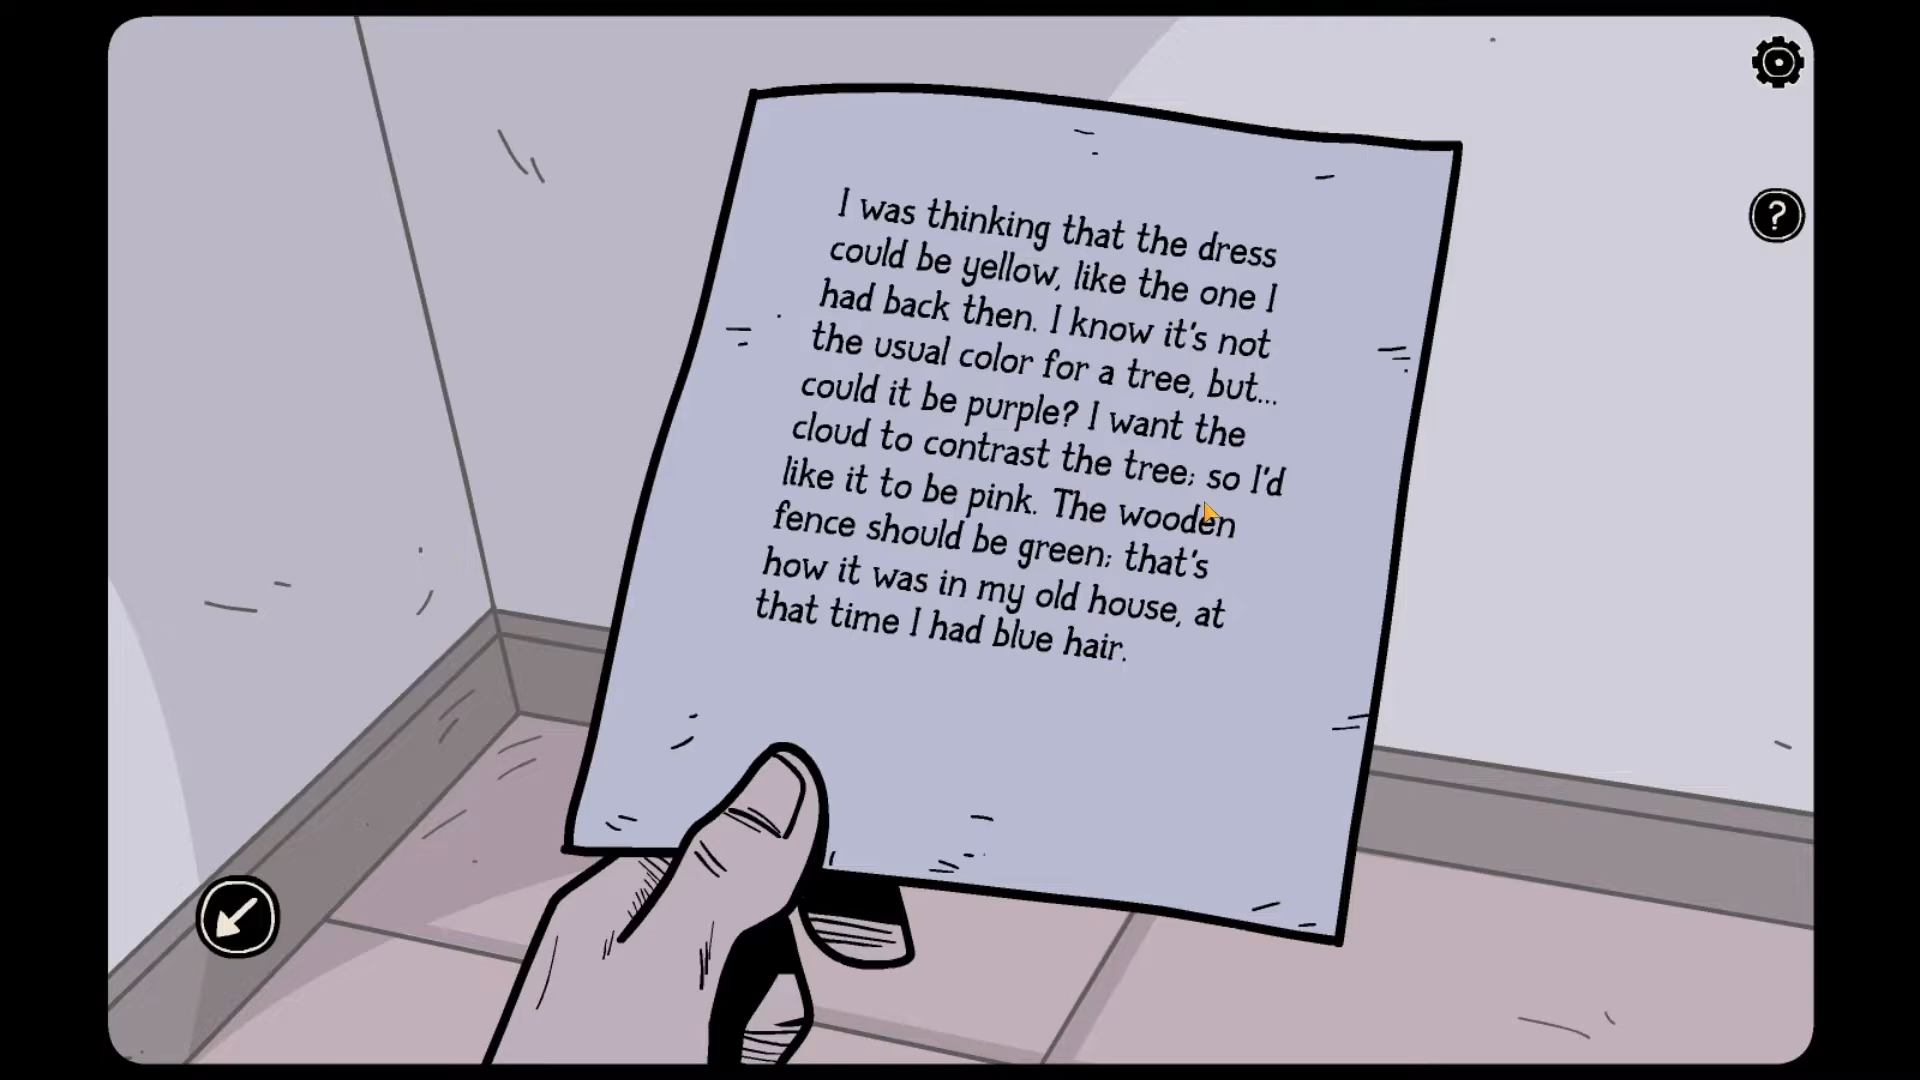 I was thinking that the dress
could be yellow, like the one I
had back then. I know it's not
the usual color for a tree, but...
could it be purple? I want the
cloud to contrast the tree; so I'd
like it to be pink. The wooden
fence should be green; that's
how it was in my old house, at
that time I had blue hair.
?